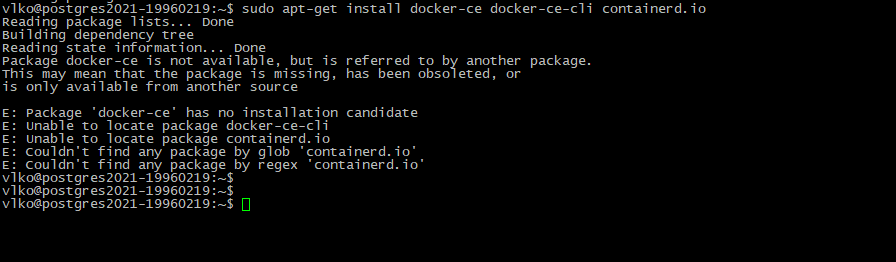 vlko@postgres2021-19960219:~$ sudo apt-get install docker-ce docker-ce-cli containerd.io
Reading package lists... Done
Building dependency tree
Reading state information... Done
Package docker-ce is not available, but is referred to by another package.
This may mean that the package is missing, has been obsoleted, or
is only available from another source

E: Package 'docker-ce' has no installation candidate
E: Unable to locate package docker-ce-cli
E: Unable to locate package containerd.io
E: Couldn't find any package by glob 'containerd.io'
E: Couldn't find any package by regex 'containerd.io'
vlko@postgres2021-19960219:~$
vlko@postgres2021-19960219:~$
vlko@postgres2021-19960219:~$